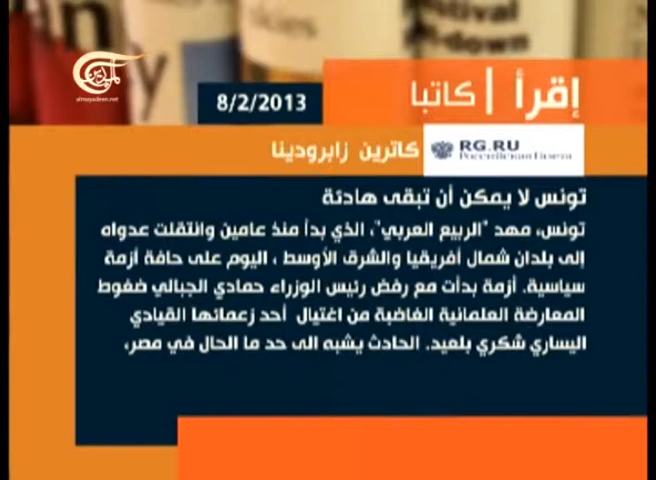 الميادين
almayadeen.net
8/2/2013
إقرأ | كاتبا
RG.RU
Российская Газета
كاترين زابرودينا
تونس لا يمكن أن تبقى هادئة
تونس، مهد "الربيع العربي"، الذي بدأ منذ عامين وانتقلت عدواه
إلى بلدان شمال أفريقيا والشرق الأوسط ، اليوم على حافة أزمة
سياسية. أزمة بدأت مع رفض رئيس الوزراء حمادي الجبالي ضغوط
المعارضة العلمانية الغاضبة من اغتيال أحد زعمائها القيادي
اليساري شكري بلعيد. الحادث يشبه الى حد ما الحال في مصر،